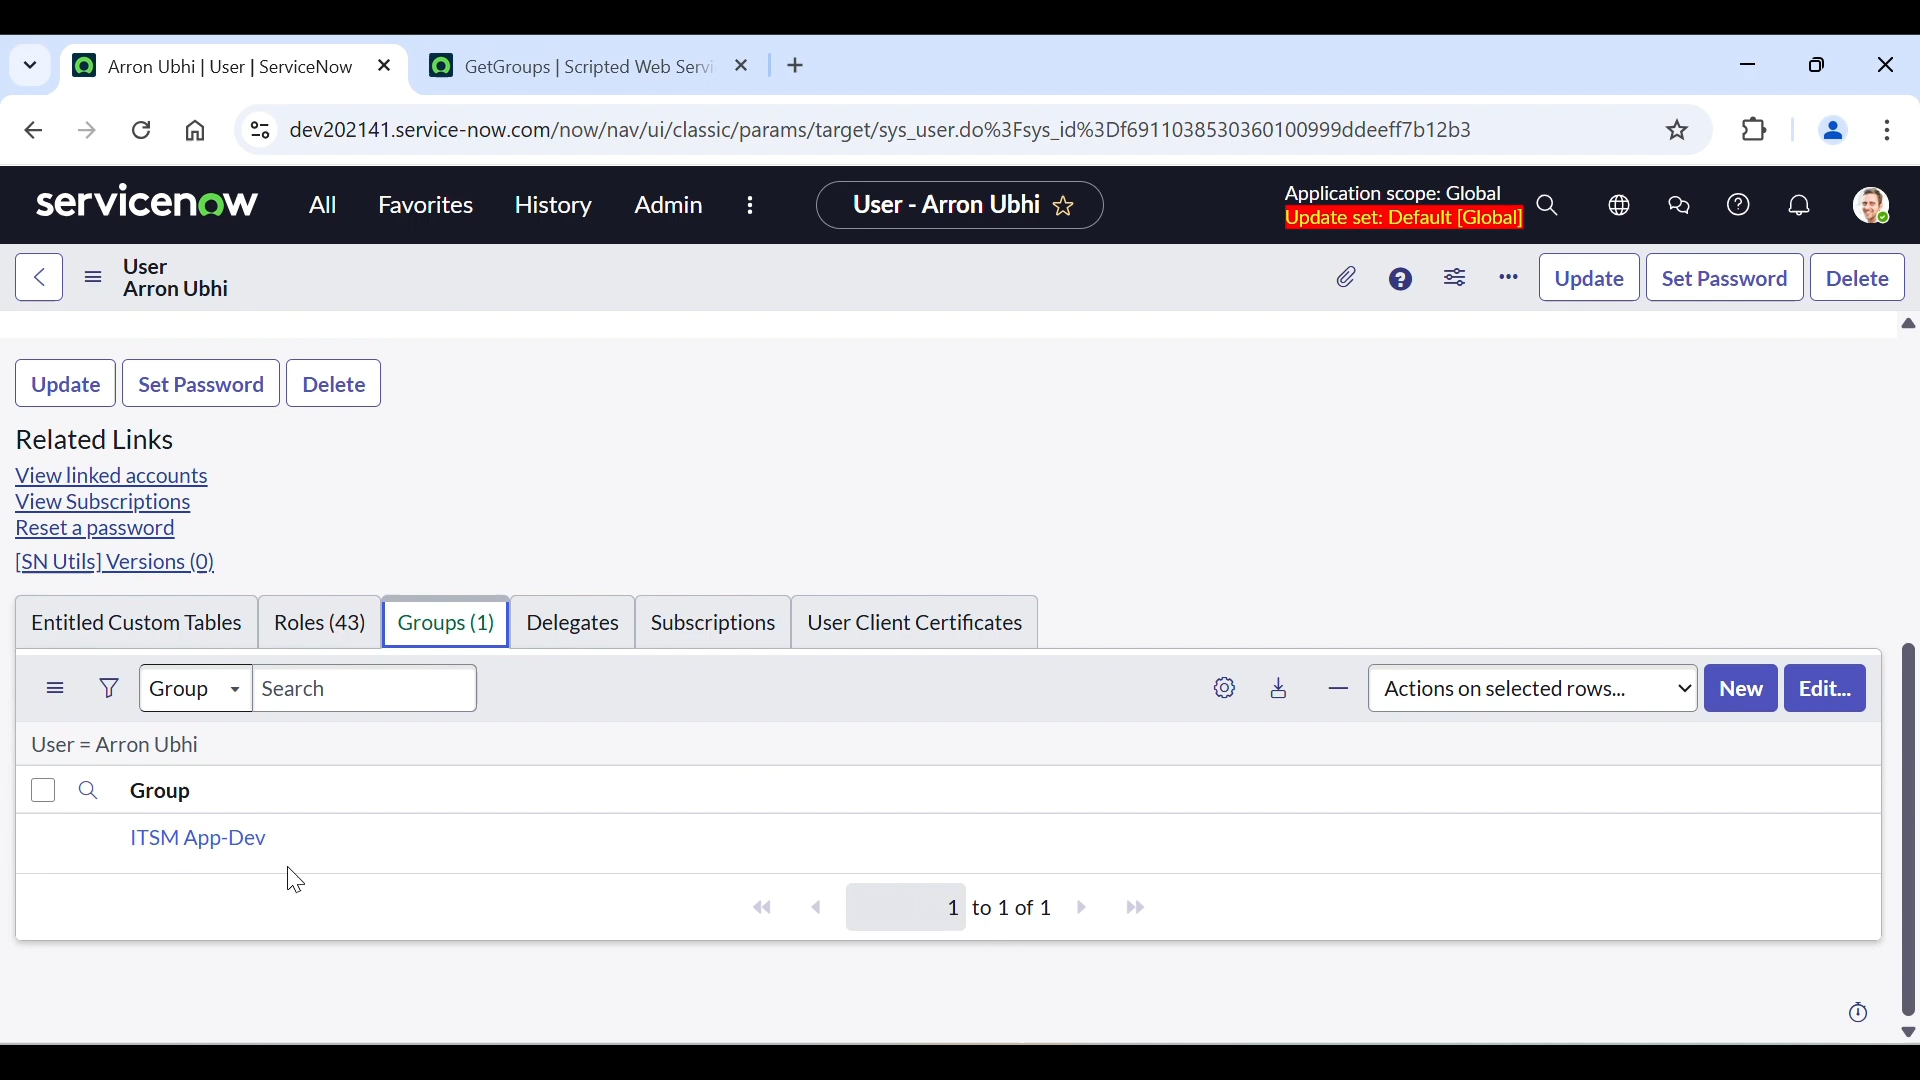 Arron Ubhi | User | ServiceNow
GetGroups | Scripted Web Servi
dev202141.service-now.com/now/nav/ui/classic/params/target/sys_user.do%3Fsys_id%3Df6911038530360100999ddeeff7b12b3
servicenow
All
Favorites
History
Admin
User - Arron Ubhi
Application scope: Global
Update set: Default [Global]
User
Arron Ubhi
Update
Set Password
Delete
Update
Set Password
Delete
Related Links
View linked accounts
View Subscriptions
Reset a password
[SN Utils] Versions (0)
Entitled Custom Tables
Roles (43)
Groups (1)
Delegates
Subscriptions
User Client Certificates
Group
Search
Actions on selected rows...
New
Edit...
User = Arron Ubhi
Group
ITSM App-Dev
1 to 1 of 1